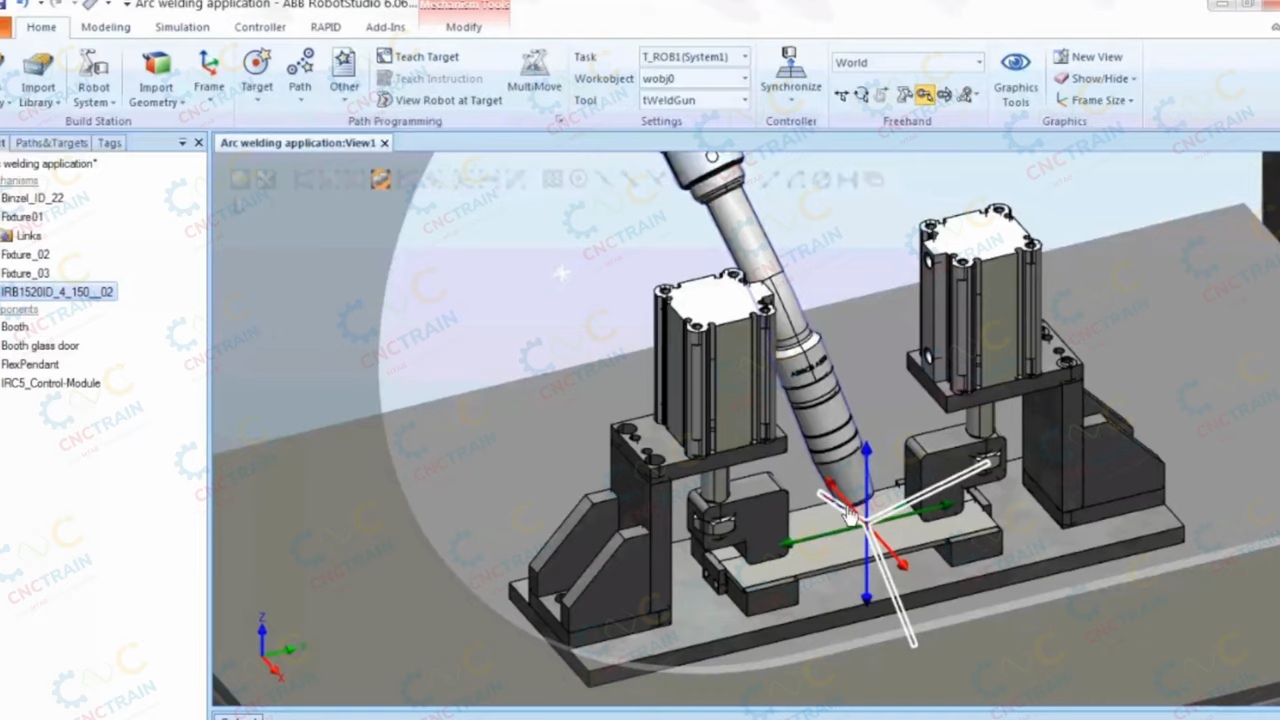 Arc welding application - ABB RobotStudio 6.06...
Mechanism Tools
Home Modeling Simulation Controller RAPID Add-Ins Modify
Import Library
Robot System
Import Geometry
Frame
Target
Path
Other
Teach Target
Teach Instruction
View Robot at Target
MultiMove
Task T_ROB1(System1)
Workobject wobj0
Tool tWeldGun
Synchronize
World
Graphics Tools
New View
Show/Hide
Frame Size
Build Station Path Programming Settings Controller Freehand Graphics
Paths&Targets Tags
Arc welding application:View1
welding application*
Binzel_ID_22
Fixture01
Links
Fixture_02
Fixture_03
IRB1520ID_4_150__02
Booth
Booth glass door
FlexPendant
IRC5_Control-Module
CNCTRAIN
Z
X